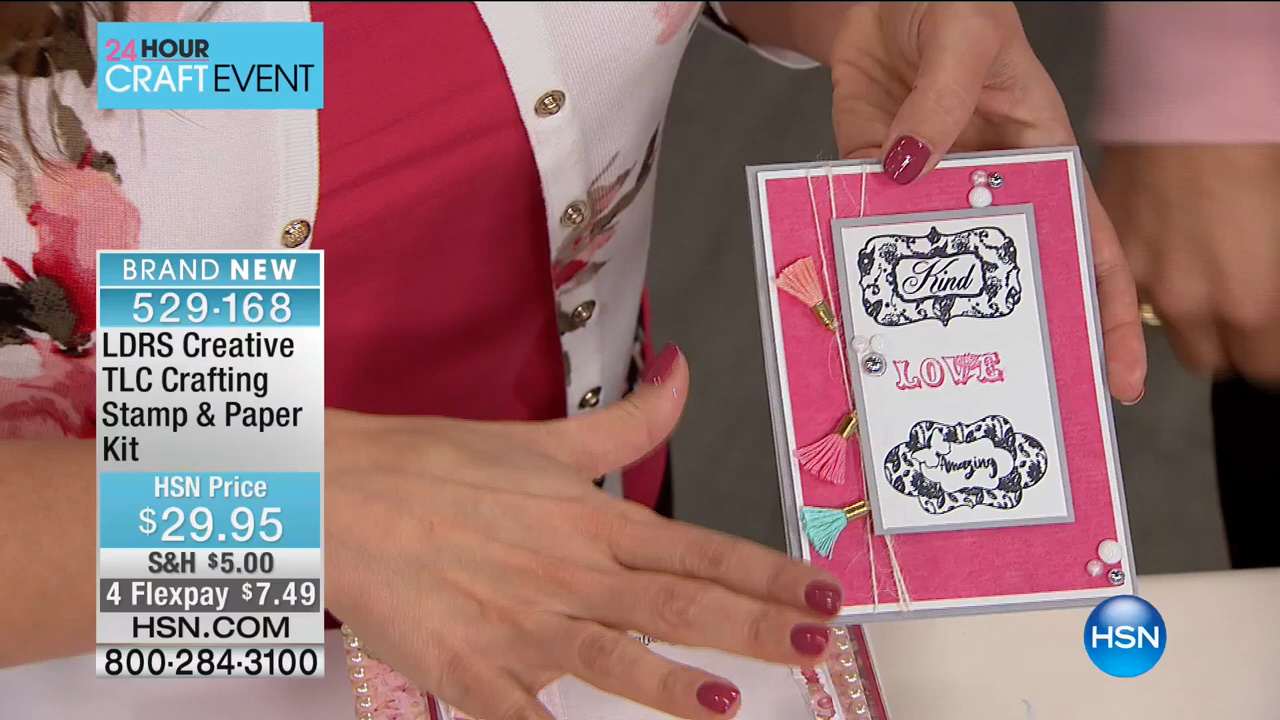 24 HOUR
CRAFT EVENT
BRAND NEW
529·168
LDRS Creative
TLC Crafting
Stamp & Paper
Kit
HSN Price
$29.95
S&H $5.00
4 Flexpay $7.49
HSN.COM
800·284·3100
Kind
LOVE
Amazing
HSN